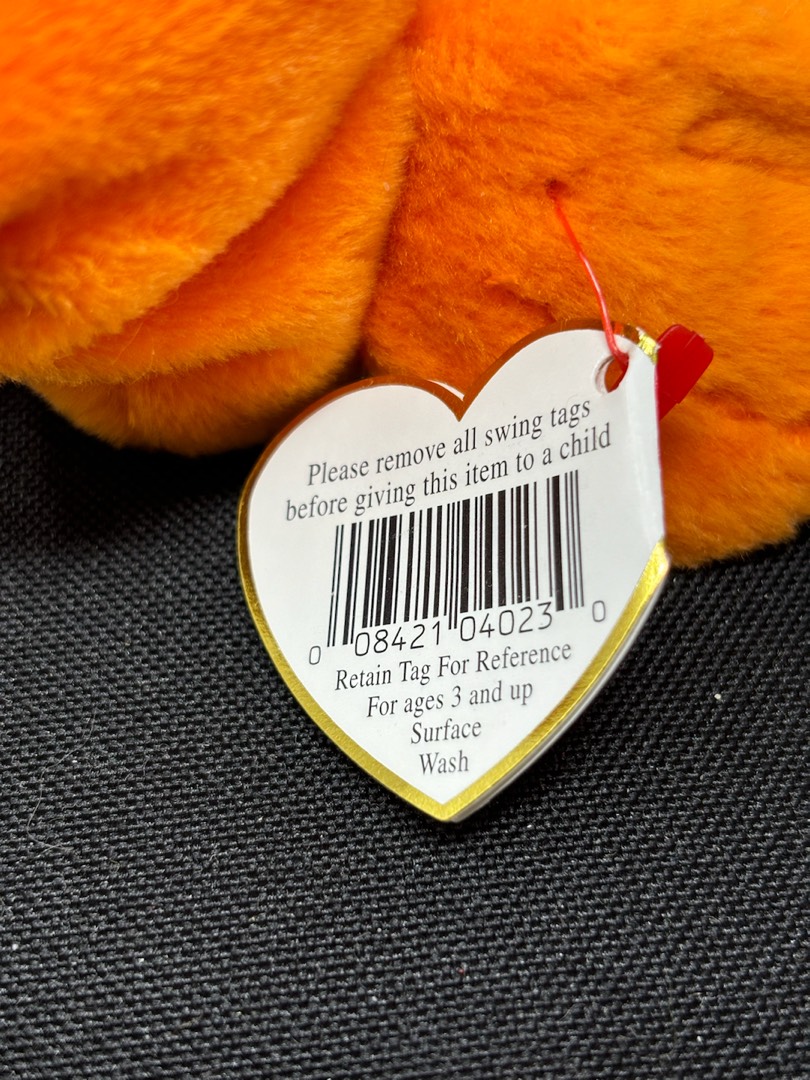 Please remove all swing tags
before giving this item to a child
0 08421 04023 0
Retain Tag For Reference
For ages 3 and up
Surface
Wash